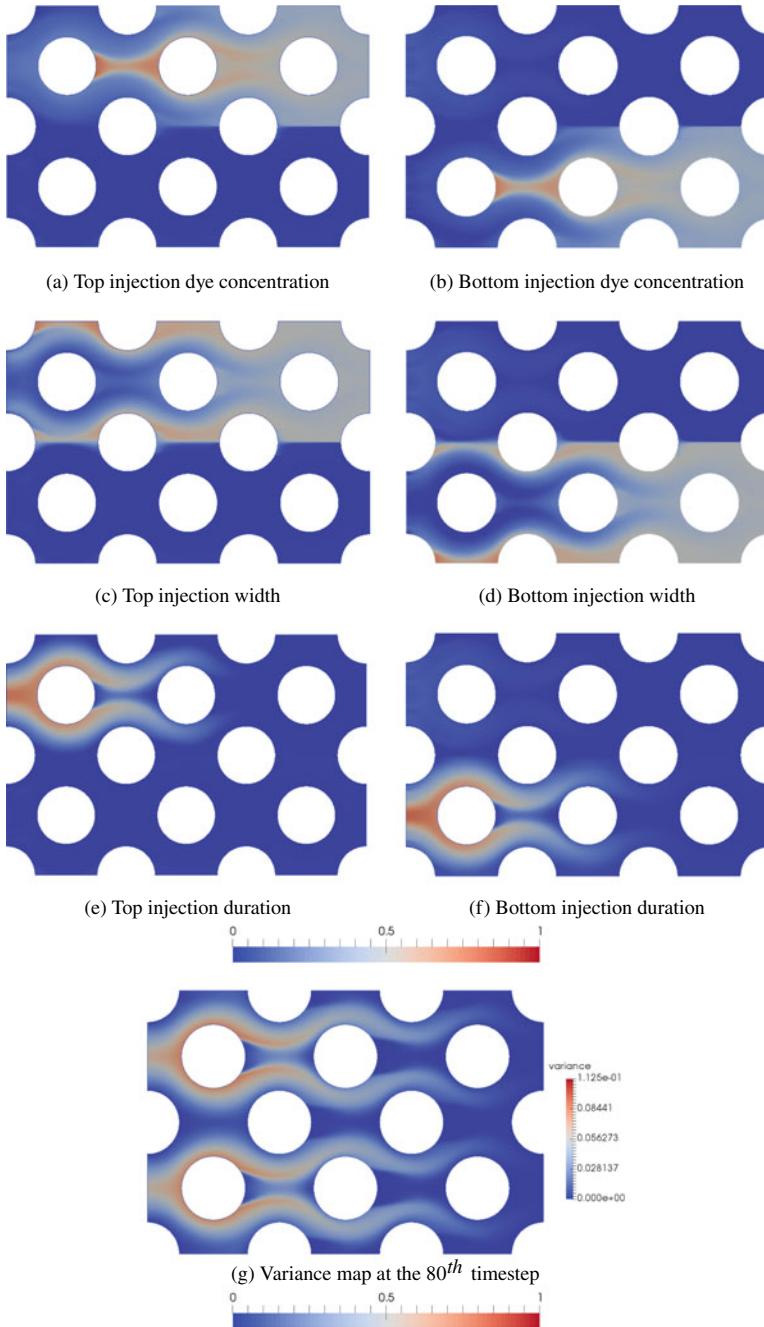 (a) Top injection dye concentration
(b) Bottom injection dye concentration
(c) Top injection width
(d) Bottom injection width
(e) Top injection duration
(f) Bottom injection duration
0 0.5 1
variance
1.125e-01
0.08441
0.056273
0.028137
0.000e+00
(g) Variance map at the 80th timestep
0 0.5 1